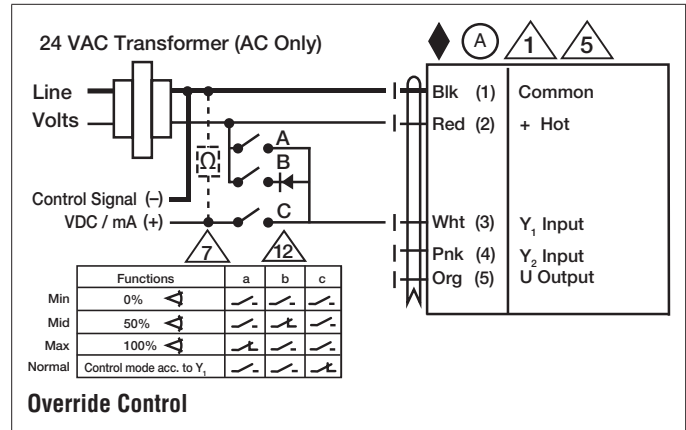 24 VAC Transformer (AC Only)
A 1 5
Line
Volts
Blk (1) Common
Red (2) + Hot
A
B
C
Ω
Control Signal (–)
VDC / mA (+)
Wht (3) Y₁ Input
Pnk (4) Y₂ Input
Org (5) U Output
7 12
Functions a b c
Min 0%
Mid 50%
Max 100%
Normal Control mode acc. to Y₁
Override Control